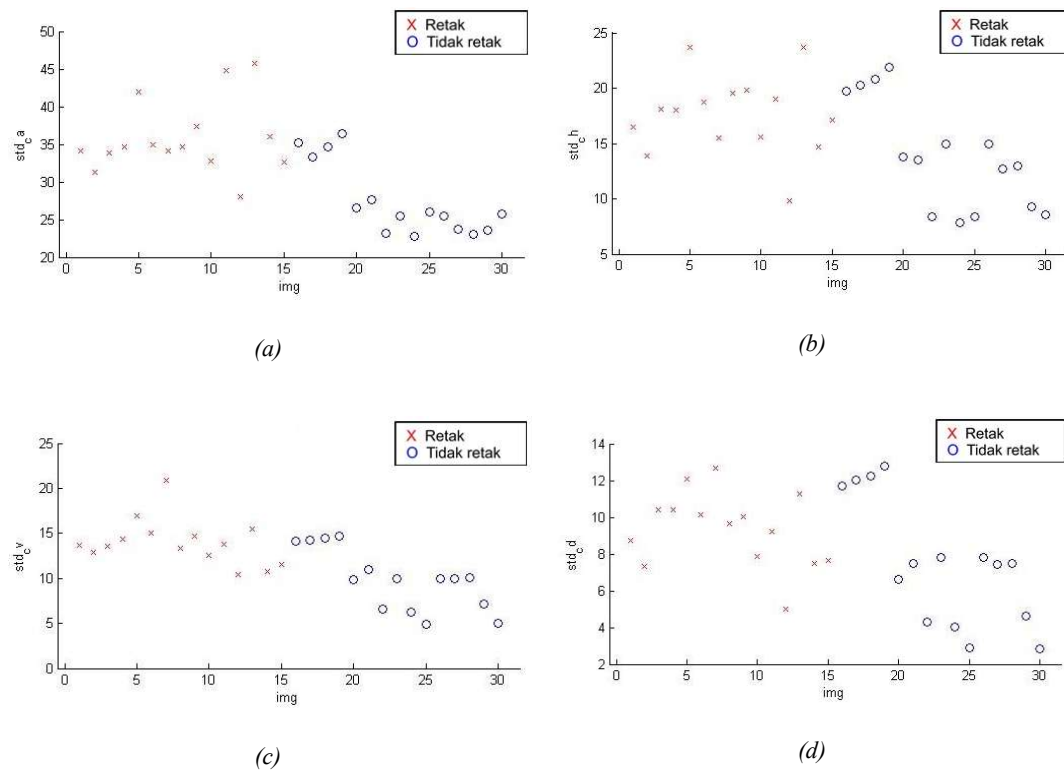 X Retak
O Tidak retak
50
45
40
35
30
25
20
std_c a
0 5 10 15 20 25 30
img
(a)
X Retak
O Tidak retak
25
20
15
10
5
std_c h
0 5 10 15 20 25 30
img
(b)
X Retak
O Tidak retak
25
20
15
10
5
0
std_c v
0 5 10 15 20 25 30
img
(c)
X Retak
O Tidak retak
14
12
10
8
6
4
2
std_c d
0 5 10 15 20 25 30
img
(d)